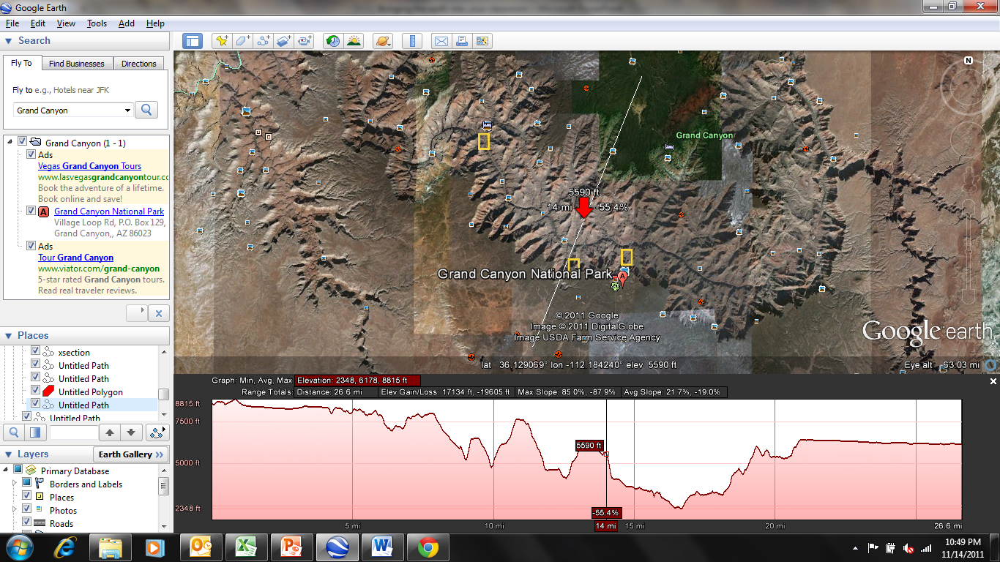 Google Earth
File Edit View Tools Add Help
Search
Fly To Find Businesses Directions
Fly to e.g., Hotels near JFK
Grand Canyon
Grand Canyon (1 - 1)
Ads
Vegas Grand Canyon Tours
www.lasvegasgrandcanyontour.co
Book the adventure of a lifetime.
Book online and save!
A Grand Canyon National Park
Village Loop Rd, P.O. Box 129,
Grand Canyon,, AZ 86023
Ads
Tour Grand Canyon
www.viator.com/grand-canyon
5-star rated Grand Canyon tours.
Read real traveler reviews.
Places
xsection
Untitled Path
Untitled Path
Untitled Polygon
Untitled Path
Untitled Path
Layers Earth Gallery >>
Primary Database
Borders and Labels
Places
Photos
Roads
N
Grand Canyon
5590 ft
14 mi -55.4%
Grand Canyon National Park
A
© 2011 Google
Image © 2011 DigitalGlobe
Image USDA Farm Service Agency
Google earth
lat 36.129069° lon -112.184240° elev 5590 ft
Eye alt 63.03 mi
Graph: Min, Avg, Max Elevation: 2348, 6178, 8815 ft
Range Totals: Distance: 26.6 mi Elev Gain/Loss: 17134 ft, -19605 ft Max Slope: 85.0%, -87.9% Avg Slope: 21.7%, -19.0%
8815 ft
7500 ft
5590 ft
5000 ft
2348 ft
-55.4%
5 mi 10 mi 14 mi 15 mi 20 mi 26.6 mi
10:49 PM
11/14/2011